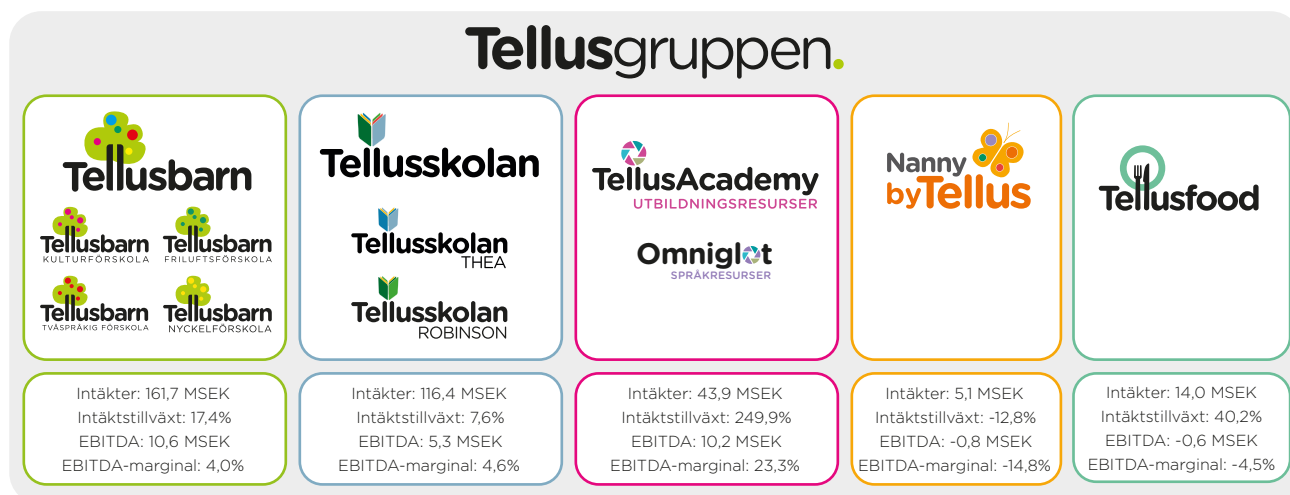 Tellusgruppen.
Tellusbarn
Tellusbarn
KULTURFÖRSKOLA
Tellusbarn
FRILUFTSFÖRSKOLA
Tellusbarn
TVÅSPRÅKIG FÖRSKOLA
Tellusbarn
NYCKELFÖRSKOLA
Intäkter: 161,7 MSEK
Intäktstillväxt: 17,4%
EBITDA: 10,6 MSEK
EBITDA-marginal: 4,0%
Tellusskolan
Tellusskolan
THEA
Tellusskolan
ROBINSON
Intäkter: 116,4 MSEK
Intäktstillväxt: 7,6%
EBITDA: 5,3 MSEK
EBITDA-marginal: 4,6%
TellusAcademy
UTBILDNINGSRESURSER
Omniglot
SPRÅKRESURSER
Intäkter: 43,9 MSEK
Intäktstillväxt: 249,9%
EBITDA: 10,2 MSEK
EBITDA-marginal: 23,3%
Nanny
byTellus
Intäkter: 5,1 MSEK
Intäktstillväxt: -12,8%
EBITDA: -0,8 MSEK
EBITDA-marginal: -14,8%
Tellusfood
Intäkter: 14,0 MSEK
Intäktstillväxt: 40,2%
EBITDA: -0,6 MSEK
EBITDA-marginal: -4,5%